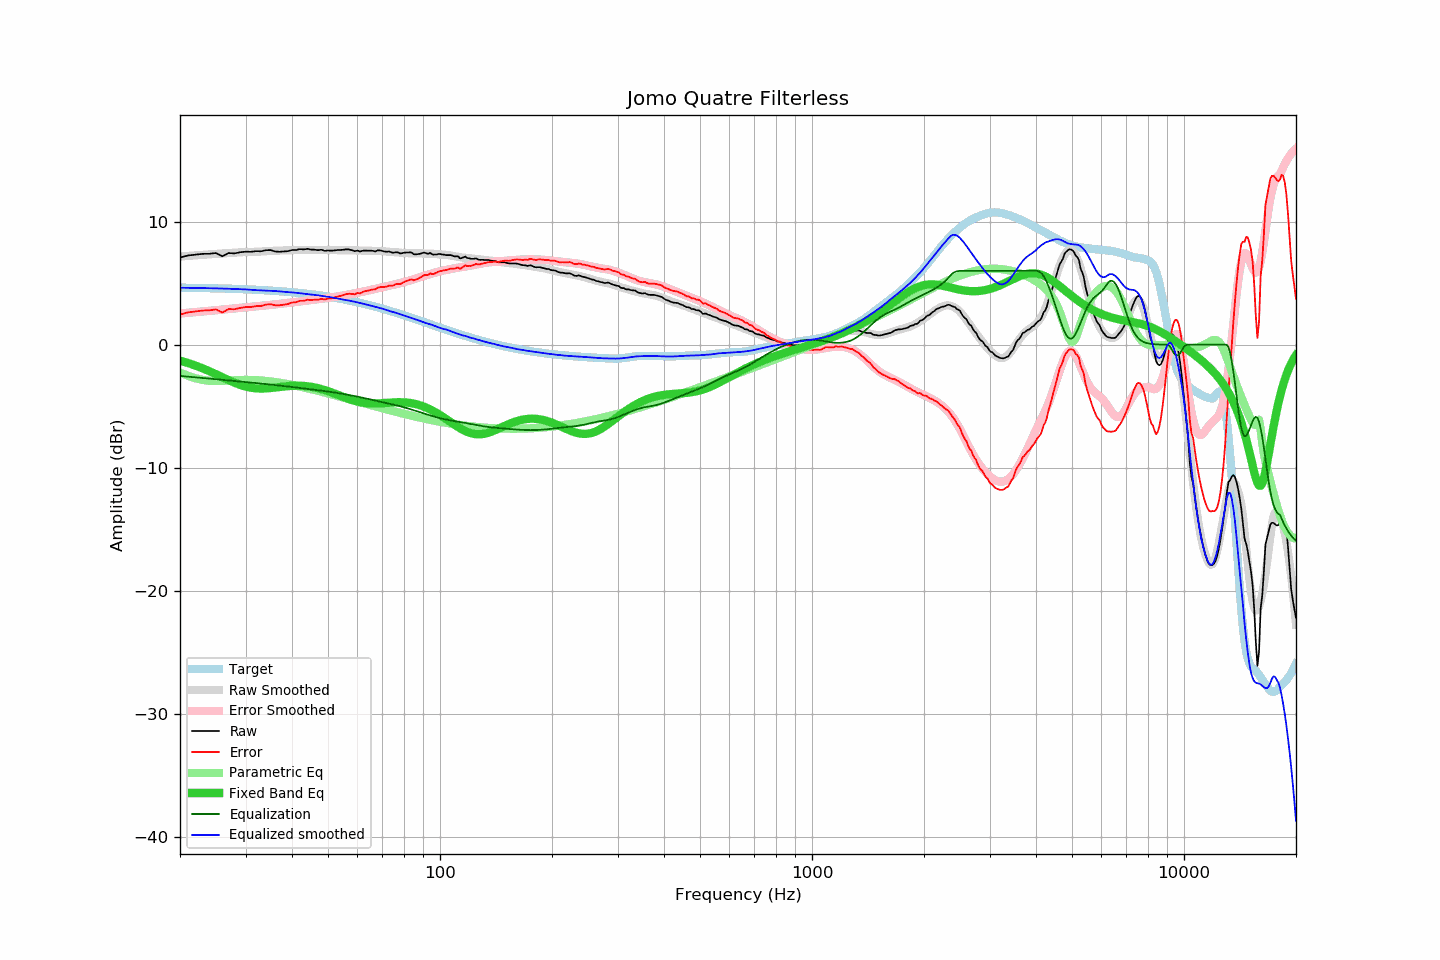 Jomo Quatre Filterless
10
0
−10
−20
−30
−40
Amplitude (dBr)
100
1000
10000
Frequency (Hz)
Target
Raw Smoothed
Error Smoothed
Raw
Error
Parametric Eq
Fixed Band Eq
Equalization
Equalized smoothed